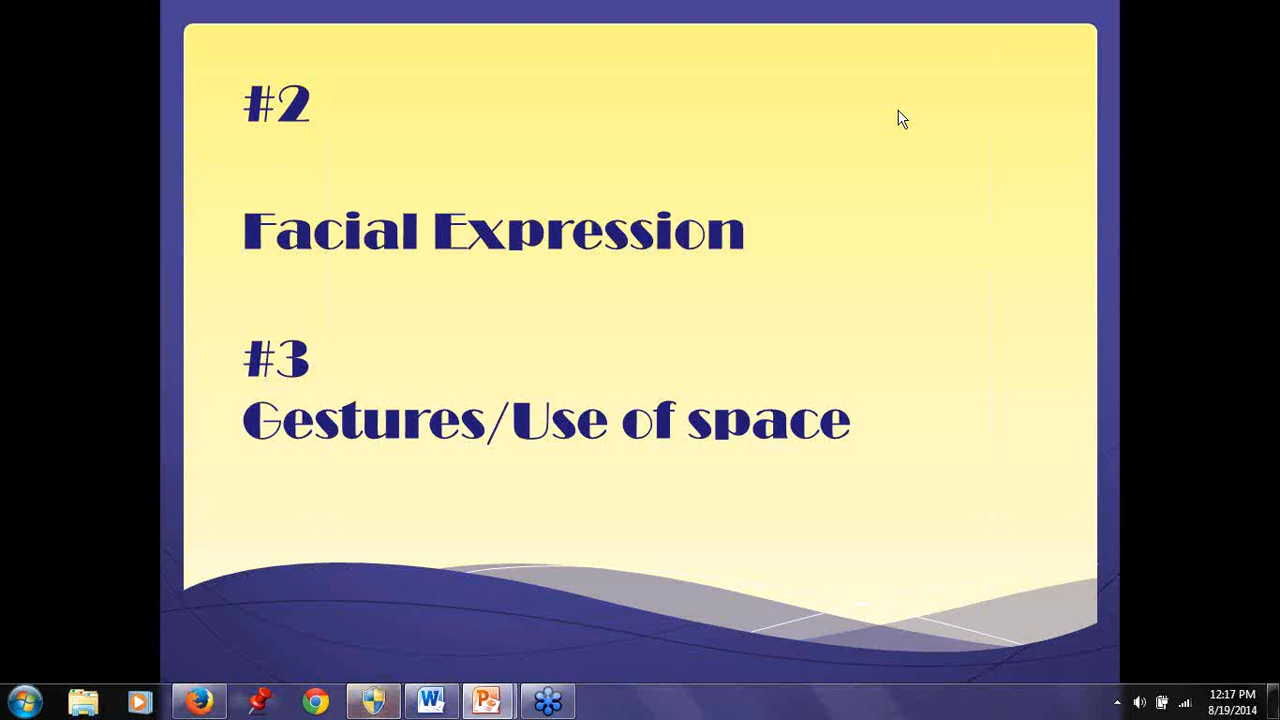 #2
Facial Expression
#3
Gestures/Use of space
12:17 PM
8/19/2014